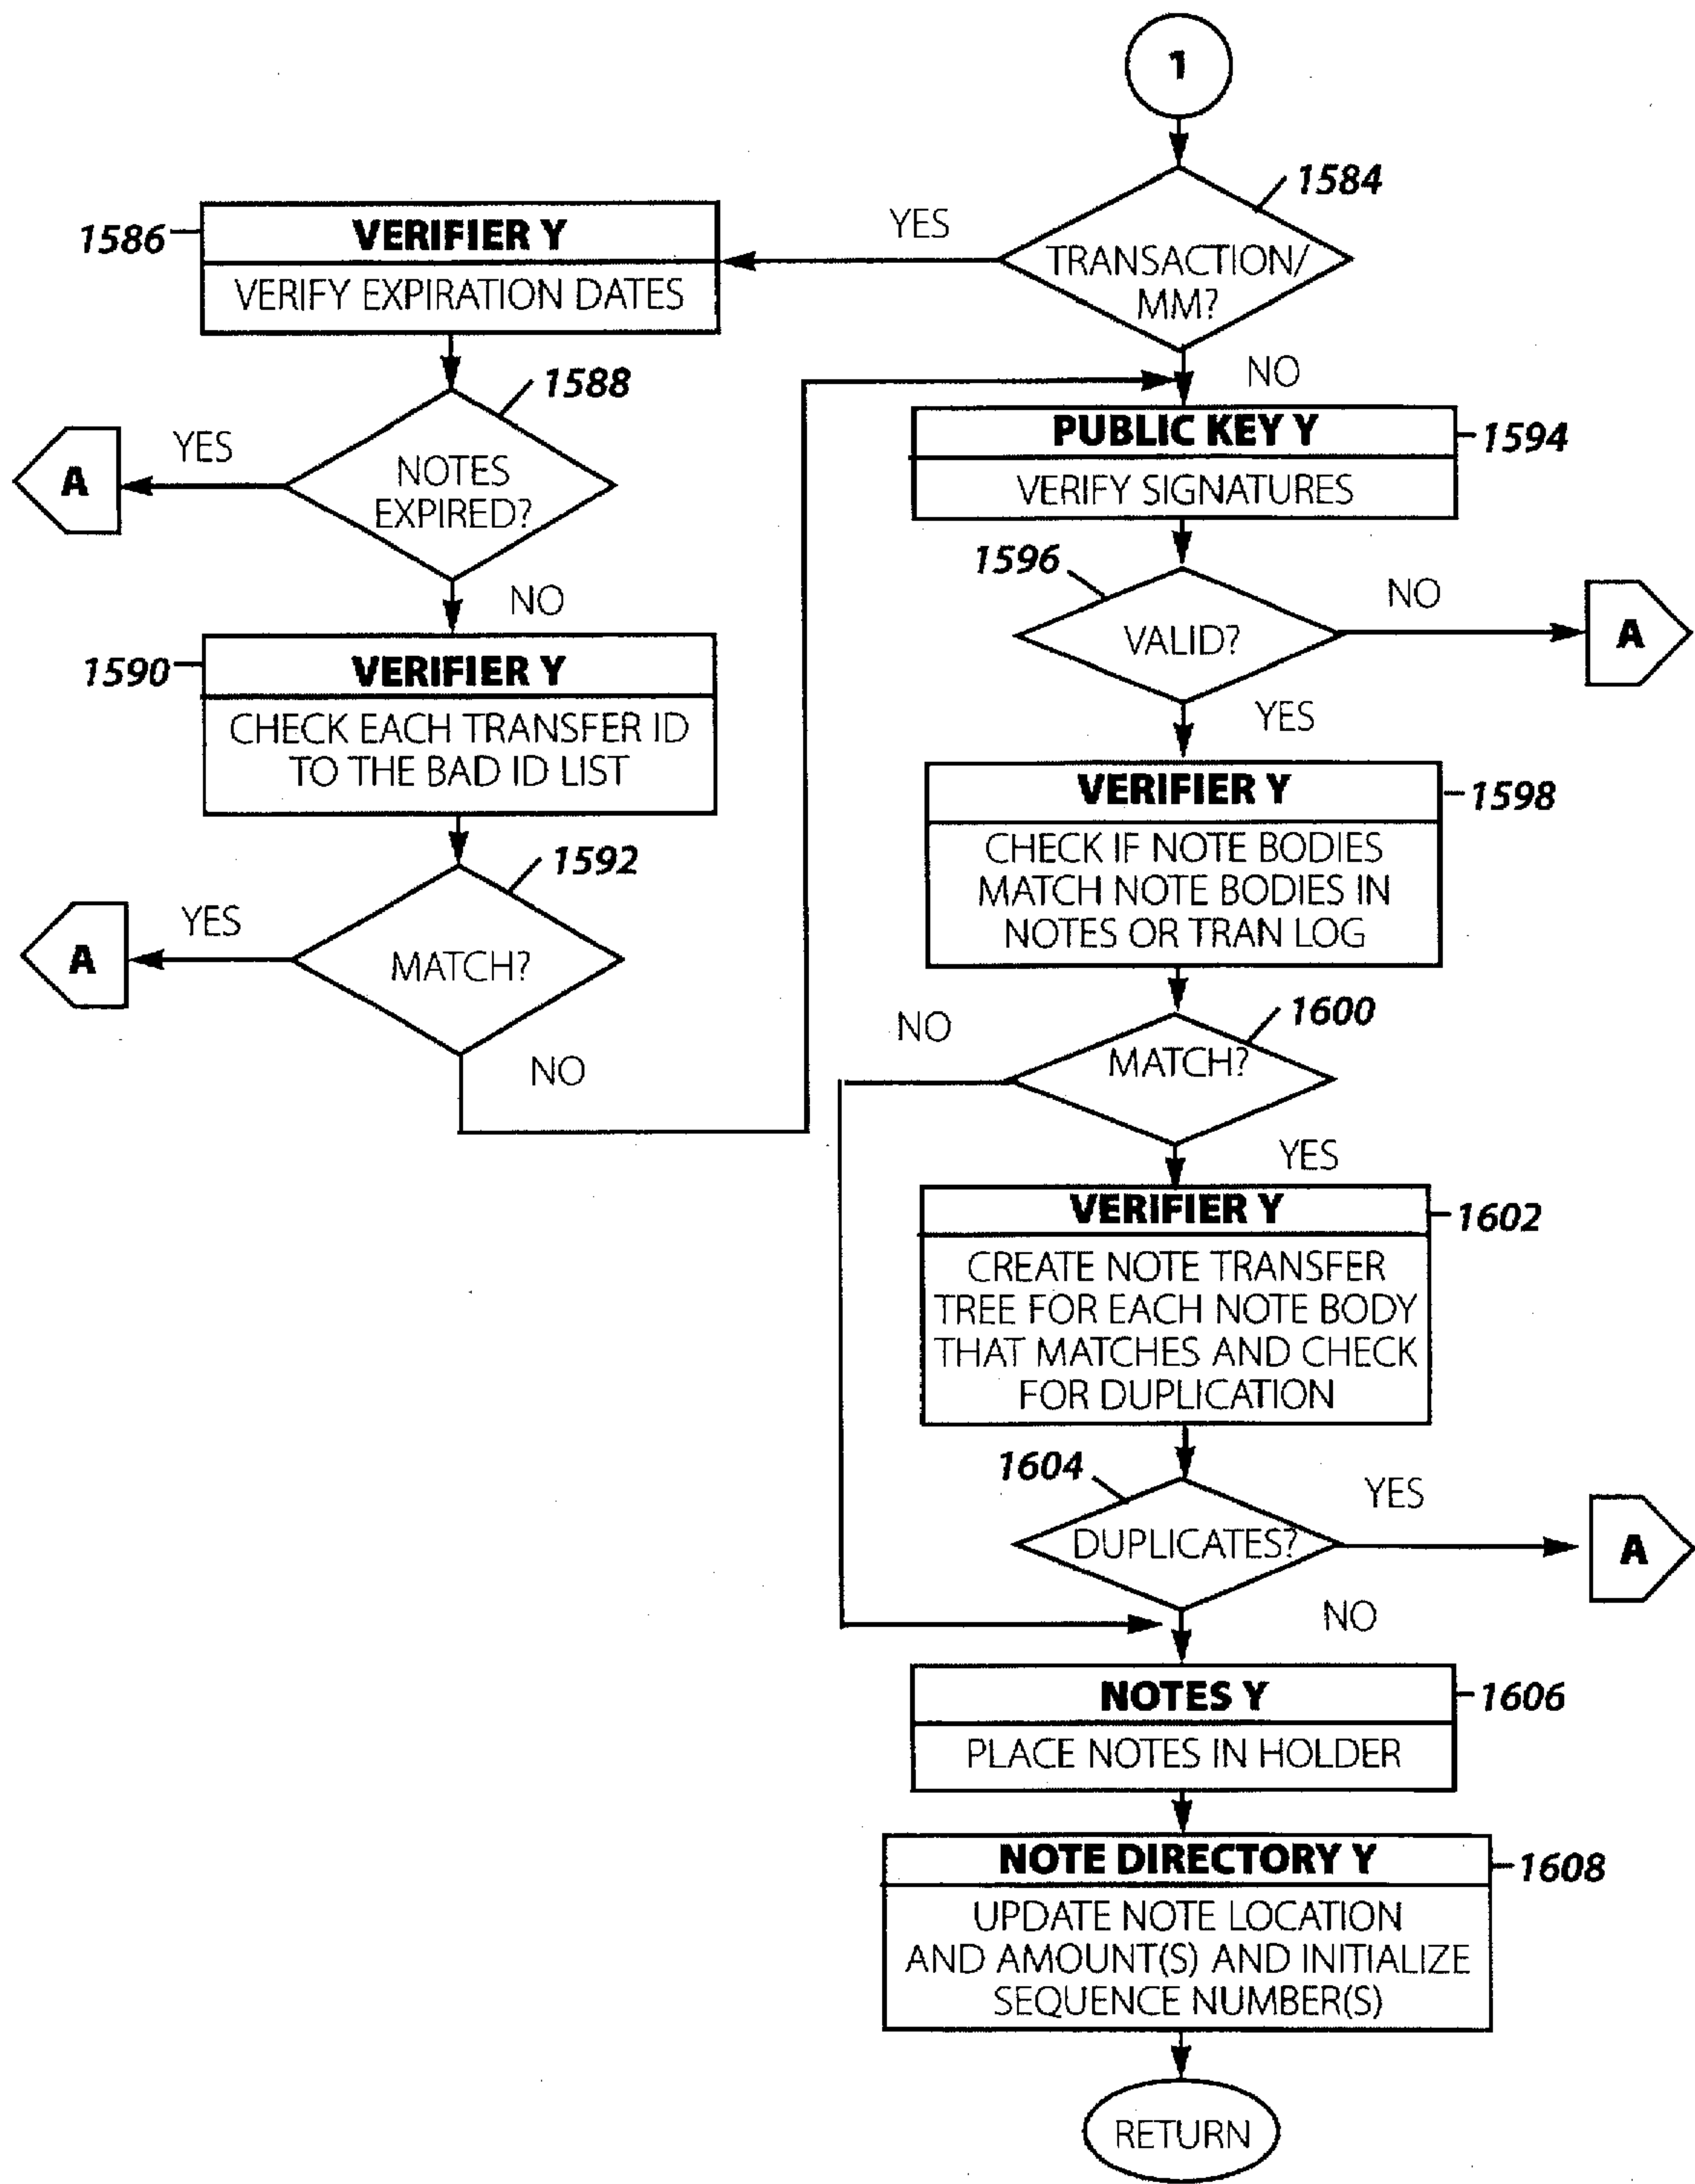 1
1584
TRANSACTION/
MM?
YES
NO
1586
VERIFIER Y
VERIFY EXPIRATION DATES
1588
NOTES
EXPIRED?
YES
A
NO
1590
VERIFIER Y
CHECK EACH TRANSFER ID
TO THE BAD ID LIST
1592
MATCH?
YES
A
NO
PUBLIC KEY Y
1594
VERIFY SIGNATURES
1596
VALID?
NO
A
YES
VERIFIER Y
1598
CHECK IF NOTE BODIES
MATCH NOTE BODIES IN
NOTES OR TRAN LOG
1600
NO
MATCH?
YES
VERIFIER Y
1602
CREATE NOTE TRANSFER
TREE FOR EACH NOTE BODY
THAT MATCHES AND CHECK
FOR DUPLICATION
1604
YES
DUPLICATES?
A
NO
NOTES Y
1606
PLACE NOTES IN HOLDER
NOTE DIRECTORY Y
1608
UPDATE NOTE LOCATION
AND AMOUNT(S) AND INITIALIZE
SEQUENCE NUMBER(S)
RETURN